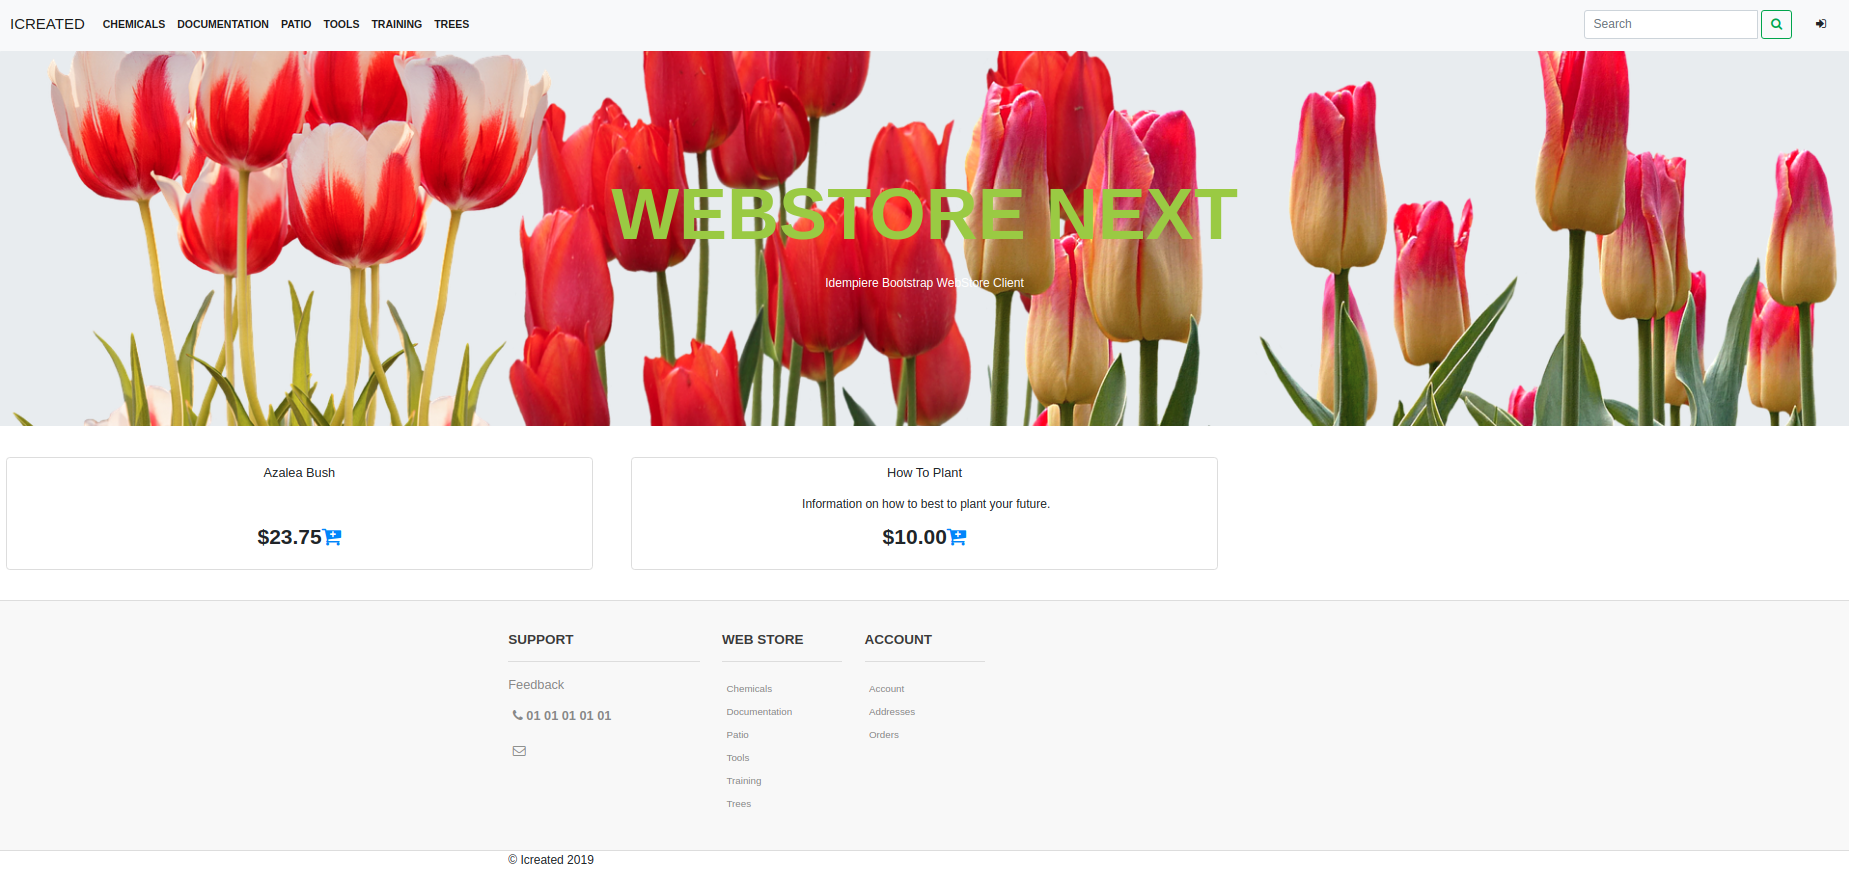 ICREATED CHEMICALS DOCUMENTATION PATIO TOOLS TRAINING TREES Search
WEBSTORE NEXT
Idempiere Bootstrap WebStore Client
Azalea Bush
$23.75
How To Plant
Information on how to best to plant your future.
$10.00
SUPPORT
Feedback
01 01 01 01 01
WEB STORE
Chemicals
Documentation
Patio
Tools
Training
Trees
ACCOUNT
Account
Addresses
Orders
© Icreated 2019